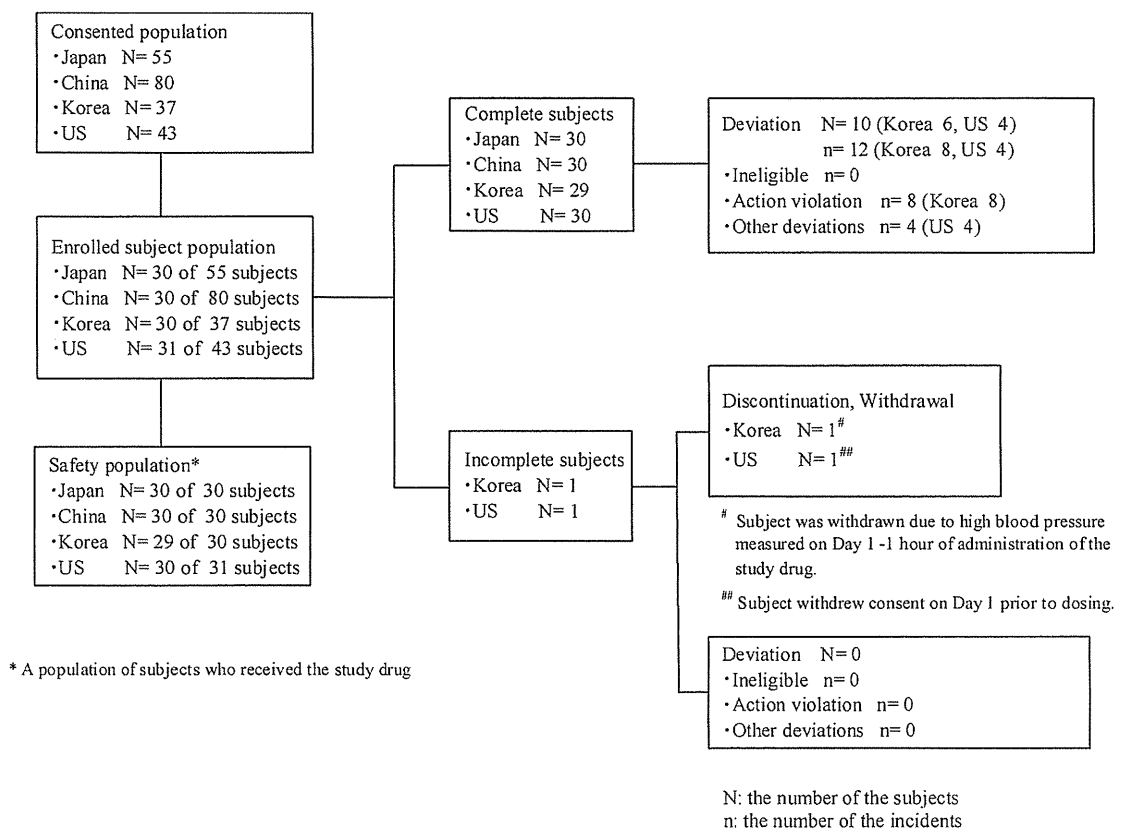 Consented population
・Japan N= 55
・China N= 80
・Korea N= 37
・US N= 43
Enrolled subject population
・Japan N= 30 of 55 subjects
・China N= 30 of 80 subjects
・Korea N= 30 of 37 subjects
・US N= 31 of 43 subjects
Safety population*
・Japan N= 30 of 30 subjects
・China N= 30 of 30 subjects
・Korea N= 29 of 30 subjects
・US N= 30 of 31 subjects
* A population of subjects who received the study drug
Complete subjects
・Japan N= 30
・China N= 30
・Korea N= 29
・US N= 30
Incomplete subjects
・Korea N= 1
・US N= 1
Deviation N= 10 (Korea 6, US 4)
n= 12 (Korea 8, US 4)
・Ineligible n= 0
・Action violation n= 8 (Korea 8)
・Other deviations n= 4 (US 4)
Discontinuation, Withdrawal
・Korea N= 1#
・US N= 1##
# Subject was withdrawn due to high blood pressure
measured on Day 1 -1 hour of administration of the
study drug.
## Subject withdrew consent on Day 1 prior to dosing.
Deviation N= 0
・Ineligible n= 0
・Action violation n= 0
・Other deviations n= 0
N: the number of the subjects
n: the number of the incidents